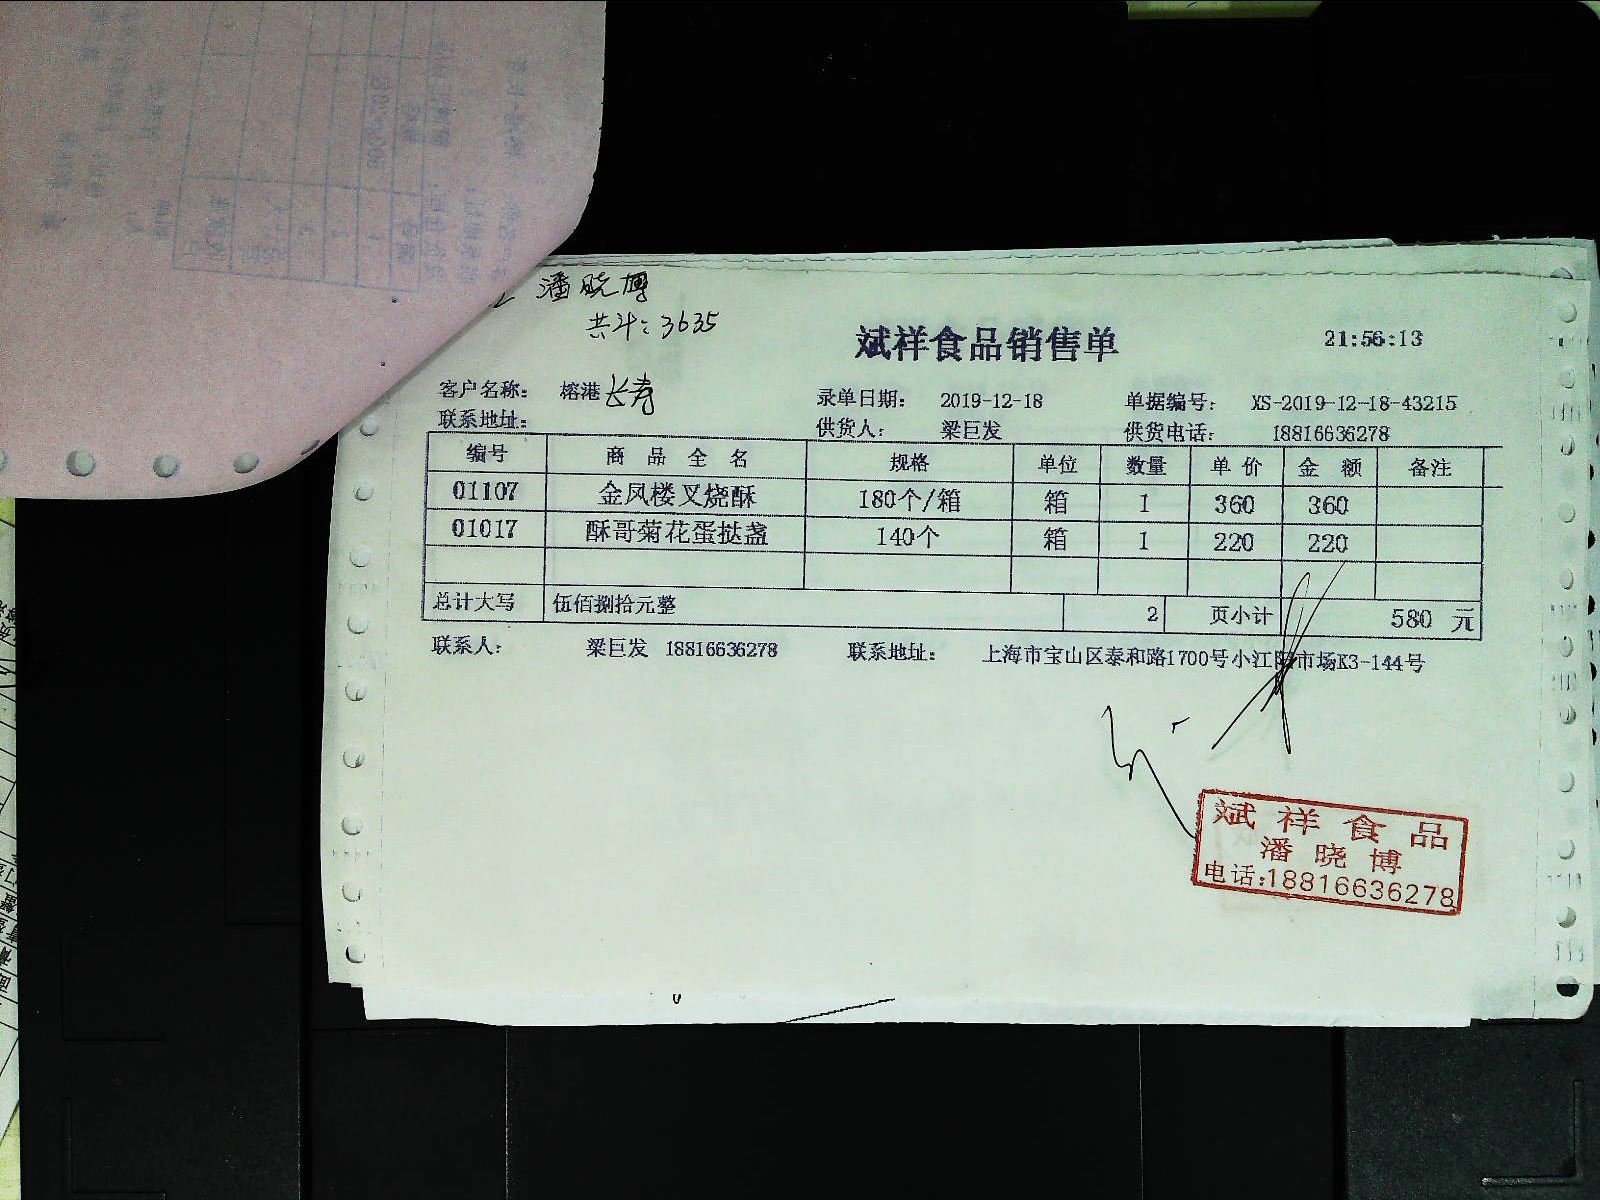 潘晓博
共计：3635
斌祥食品销售单 21:56:13
客户名称： 榕港 长寿 录单日期： 2019-12-18 单据编号： XS-2019-12-18-43215
联系地址： 供货人： 梁巨发 供货电话： 18816636278
编号 商品全名 规格 单位 数量 单价 金额 备注
01107 金凤楼叉烧酥 180个/箱 箱 1 360 360
01017 酥哥菊花蛋挞盏 140个 箱 1 220 220
总计大写 伍佰捌拾元整 2 页小计 580 元
联系人： 梁巨发 18816636278 联系地址： 上海市宝山区泰和路1700号小江阳市场K3-144号
斌祥食品
潘晓博
电话:18816636278